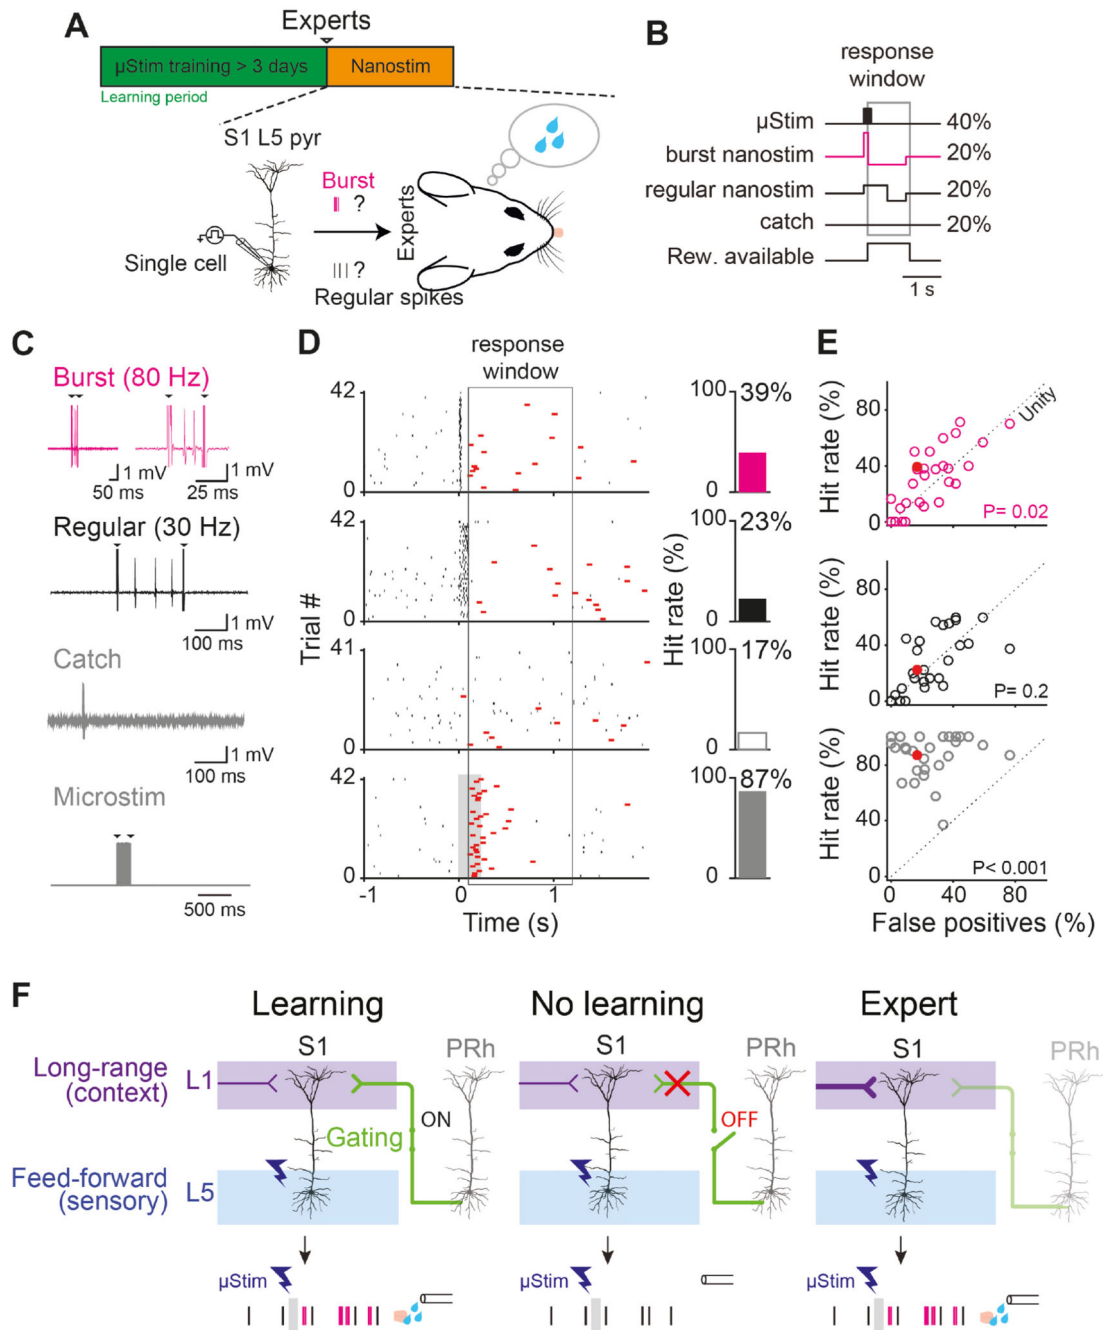 A
Experts
µStim training > 3 days
Nanostim
Learning period
S1 L5 pyr
Burst
?
Single cell
?
Regular spikes
Experts
B
response
window
µStim
40%
burst nanostim
20%
regular nanostim
20%
catch
20%
Rew. available
1 s
C
Burst (80 Hz)
1 mV
50 ms
1 mV
25 ms
Regular (30 Hz)
1 mV
100 ms
Catch
1 mV
100 ms
Microstim
500 ms
D
response
window
42
0
42
0
41
0
42
0
Trial #
-1
0
1
Time (s)
100
39%
0
100
23%
0
100
17%
0
100
87%
0
Hit rate (%)
E
Hit rate (%)
80
40
0
Unity
P= 0.02
Hit rate (%)
80
40
0
P= 0.2
Hit rate (%)
80
40
0
P< 0.001
0
40
80
False positives (%)
F
Learning
No learning
Expert
S1
PRh
S1
PRh
S1
PRh
Long-range
(context)
L1
ON
OFF
Gating
Feed-forward
(sensory)
L5
µStim
µStim
µStim